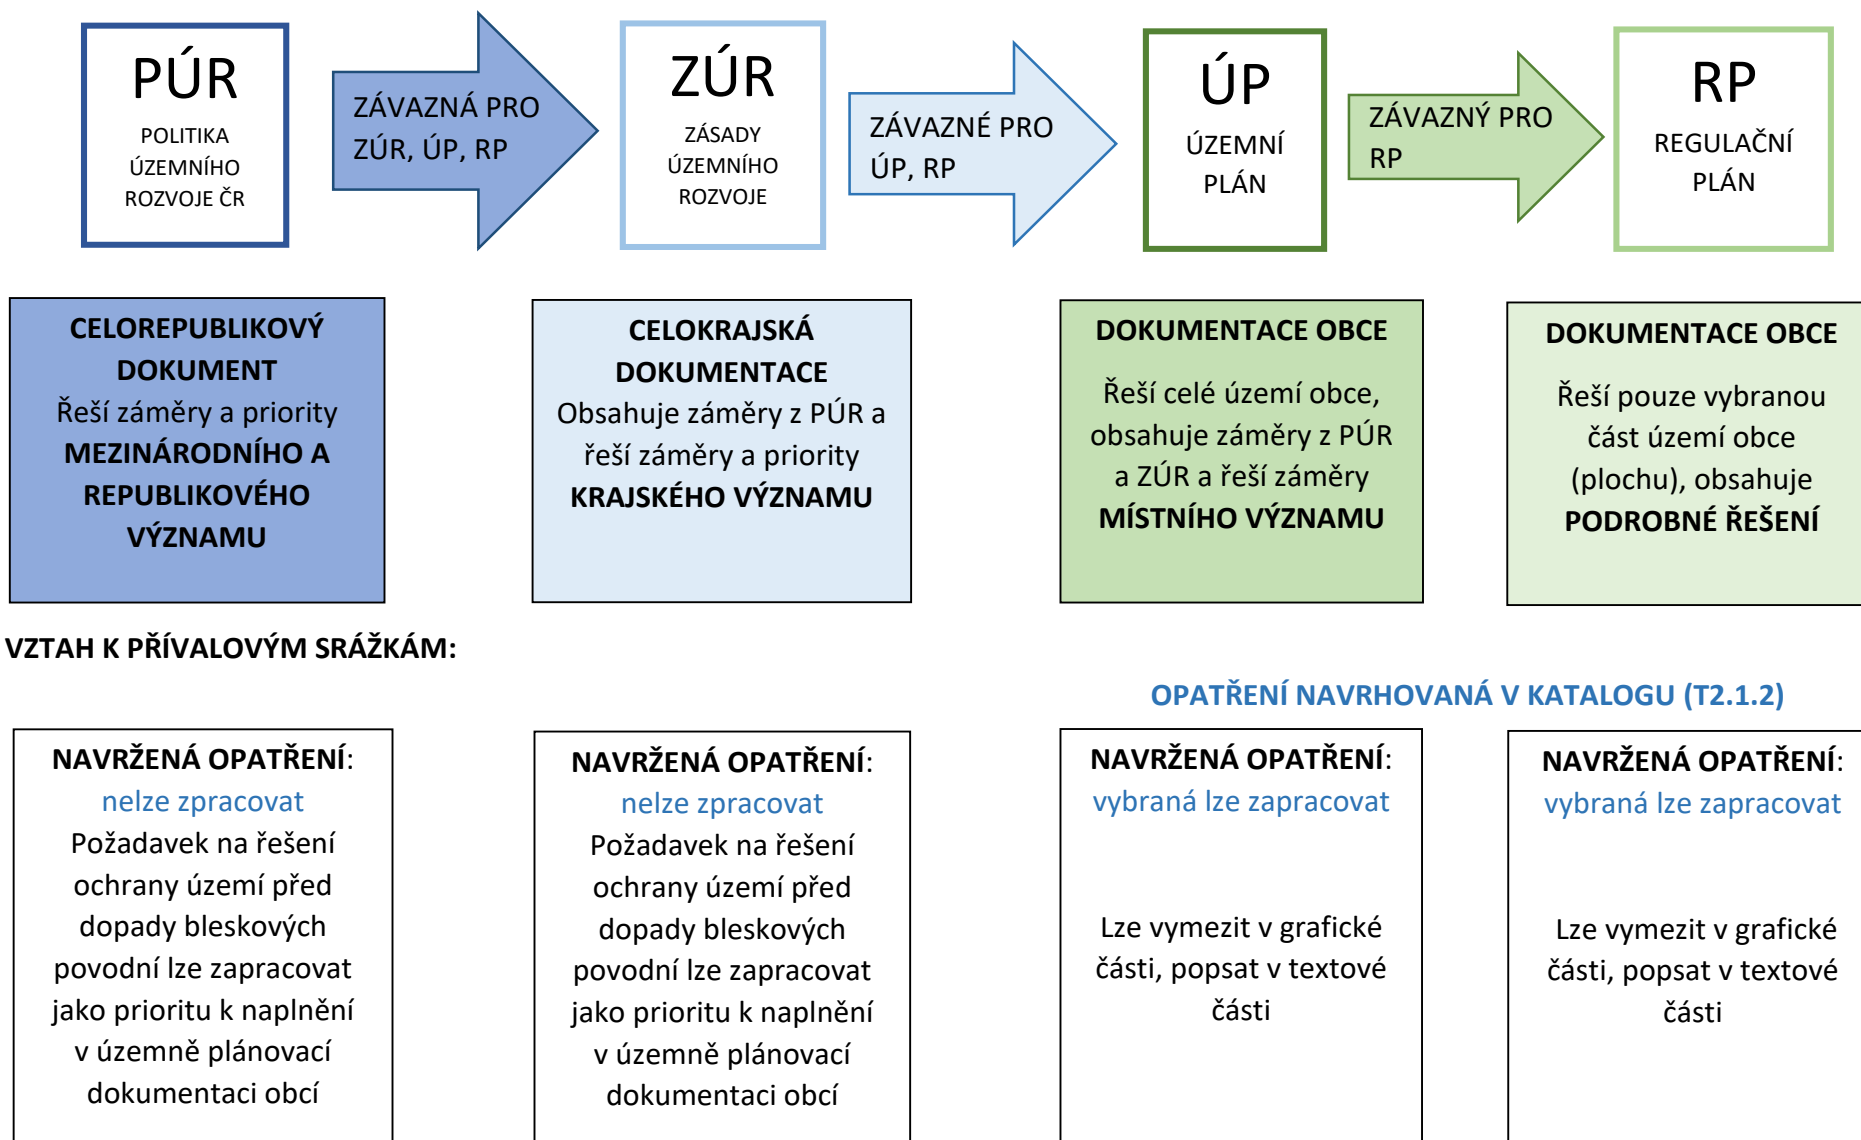 PÚR
POLITIKA
ÚZEMNÍHO
ROZVOJE ČR
ZÁVAZNÁ PRO
ZÚR, ÚP, RP
ZÚR
ZÁSADY
ÚZEMNÍHO
ROZVOJE
ZÁVAZNÉ PRO
ÚP, RP
ÚP
ÚZEMNÍ
PLÁN
ZÁVAZNÝ PRO
RP
RP
REGULAČNÍ
PLÁN
CELOREPUBLIKOVÝ
DOKUMENT
Řeší záměry a priority
MEZINÁRODNÍHO A
REPUBLIKOVÉHO
VÝZNAMU
CELOKRAJSKÁ
DOKUMENTACE
Obsahuje záměry z PÚR a
řeší záměry a priority
KRAJSKÉHO VÝZNAMU
DOKUMENTACE OBCE
Řeší celé území obce,
obsahuje záměry z PÚR
a ZÚR a řeší záměry
MÍSTNÍHO VÝZNAMU
DOKUMENTACE OBCE
Řeší pouze vybranou
část území obce
(plochu), obsahuje
PODROBNÉ ŘEŠENÍ
VZTAH K PŘÍVALOVÝM SRÁŽKÁM:
OPATŘENÍ NAVRHOVANÁ V KATALOGU (T2.1.2)
NAVRŽENÁ OPATŘENÍ:
nelze zpracovat
Požadavek na řešení
ochrany území před
dopady bleskových
povodní lze zapracovat
jako prioritu k naplnění
v územně plánovací
dokumentaci obcí
NAVRŽENÁ OPATŘENÍ:
nelze zpracovat
Požadavek na řešení
ochrany území před
dopady bleskových
povodní lze zapracovat
jako prioritu k naplnění
v územně plánovací
dokumentaci obcí
NAVRŽENÁ OPATŘENÍ:
vybraná lze zapracovat
Lze vymezit v grafické
části, popsat v textové
části
NAVRŽENÁ OPATŘENÍ:
vybraná lze zapracovat
Lze vymezit v grafické
části, popsat v textové
části